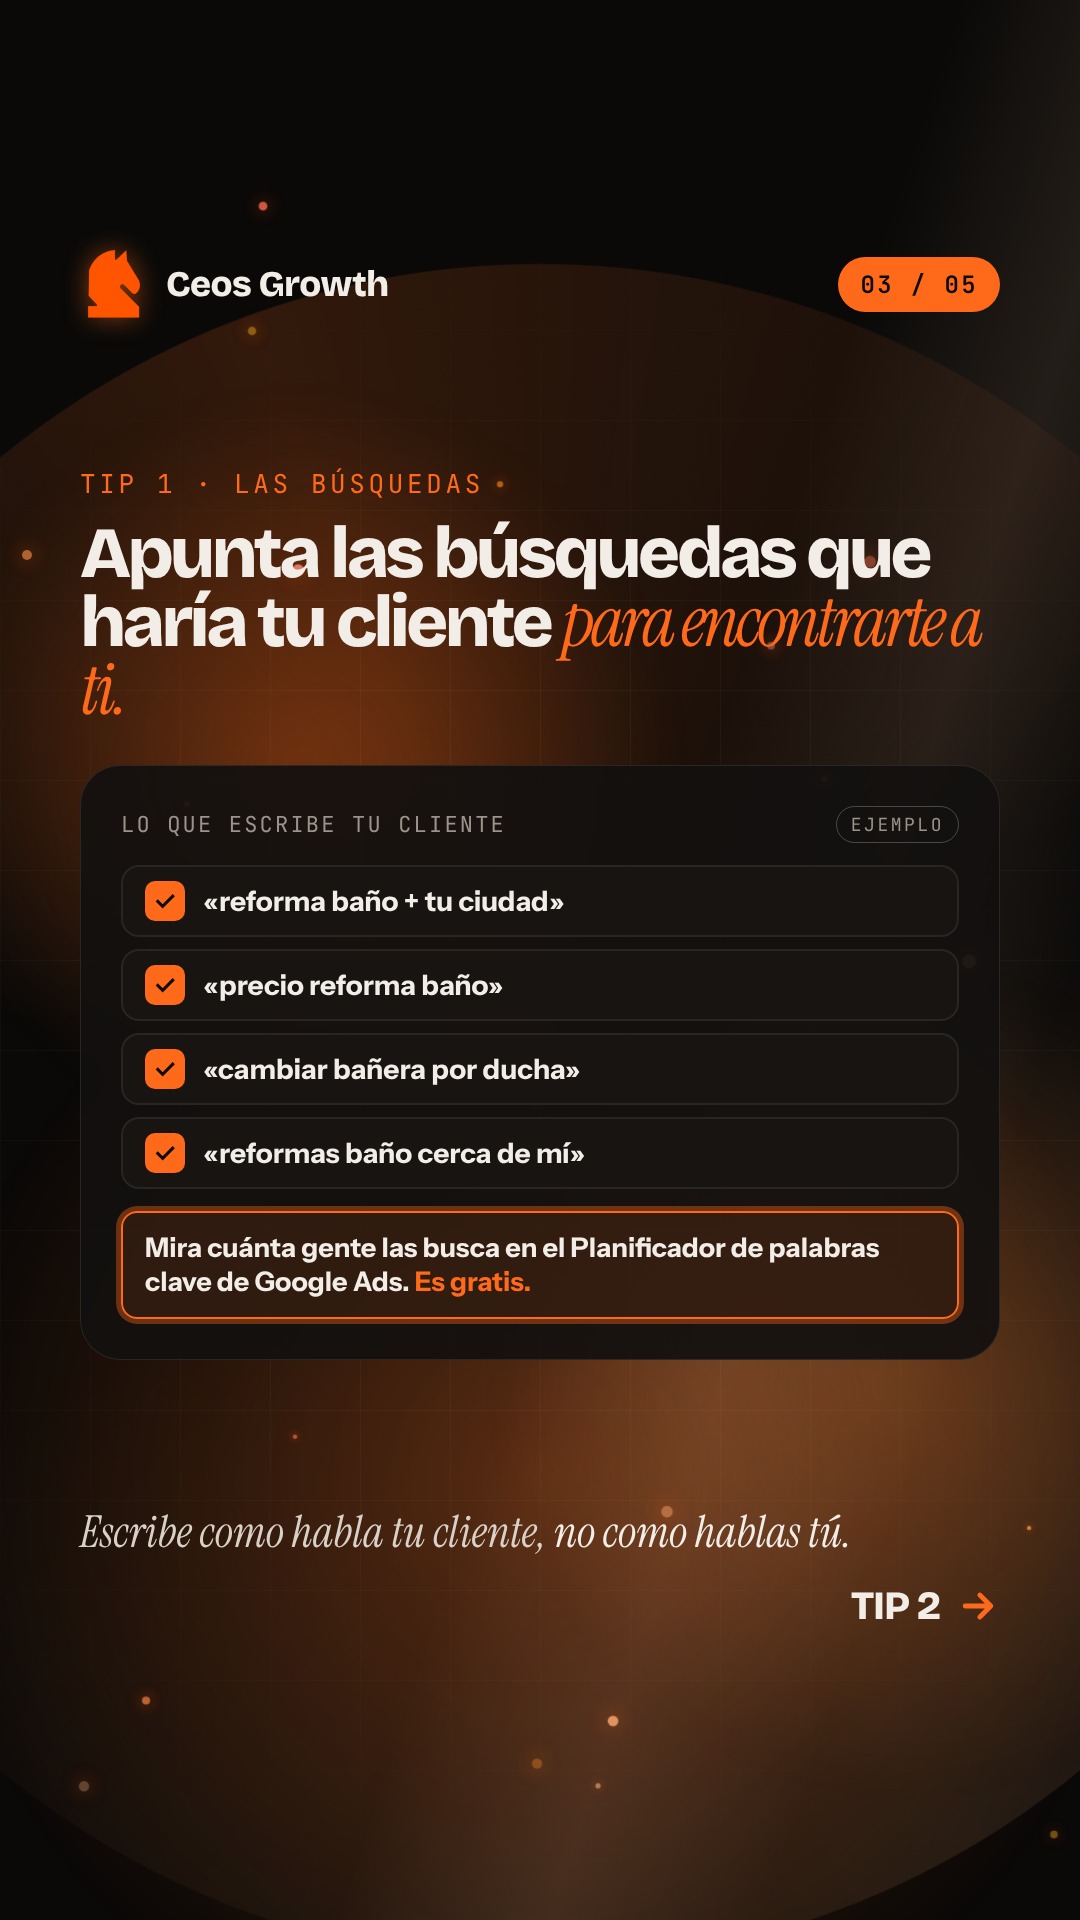 Ceos Growth
03 / 05
TIP 1 · LAS BÚSQUEDAS
Apunta las búsquedas que
haría tu cliente para encontrarte a
ti.
LO QUE ESCRIBE TU CLIENTE
EJEMPLO
«reforma baño + tu ciudad»
«precio reforma baño»
«cambiar bañera por ducha»
«reformas baño cerca de mí»
Mira cuánta gente las busca en el Planificador de palabras
clave de Google Ads. Es gratis.
Escribe como habla tu cliente, no como hablas tú.
TIP 2 →